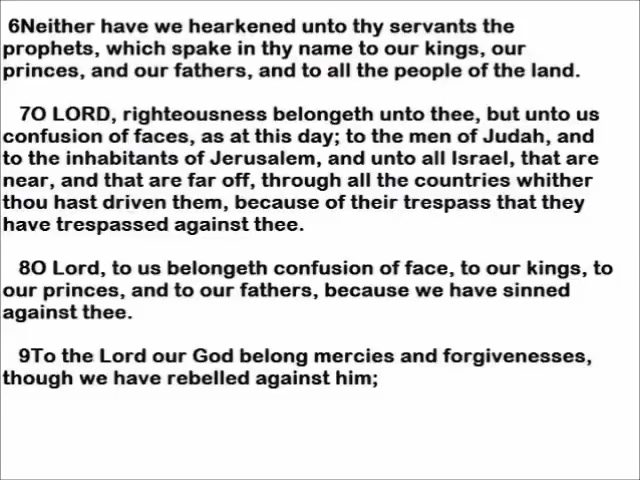 6Neither have we hearkened unto thy servants the
prophets, which spake in thy name to our kings, our
princes, and our fathers, and to all the people of the land.
7O LORD, righteousness belongeth unto thee, but unto us
confusion of faces, as at this day; to the men of Judah, and
to the inhabitants of Jerusalem, and unto all Israel, that are
near, and that are far off, through all the countries whither
thou hast driven them, because of their trespass that they
have trespassed against thee.
8O Lord, to us belongeth confusion of face, to our kings, to
our princes, and to our fathers, because we have sinned
against thee.
9To the Lord our God belong mercies and forgivenesses,
though we have rebelled against him;